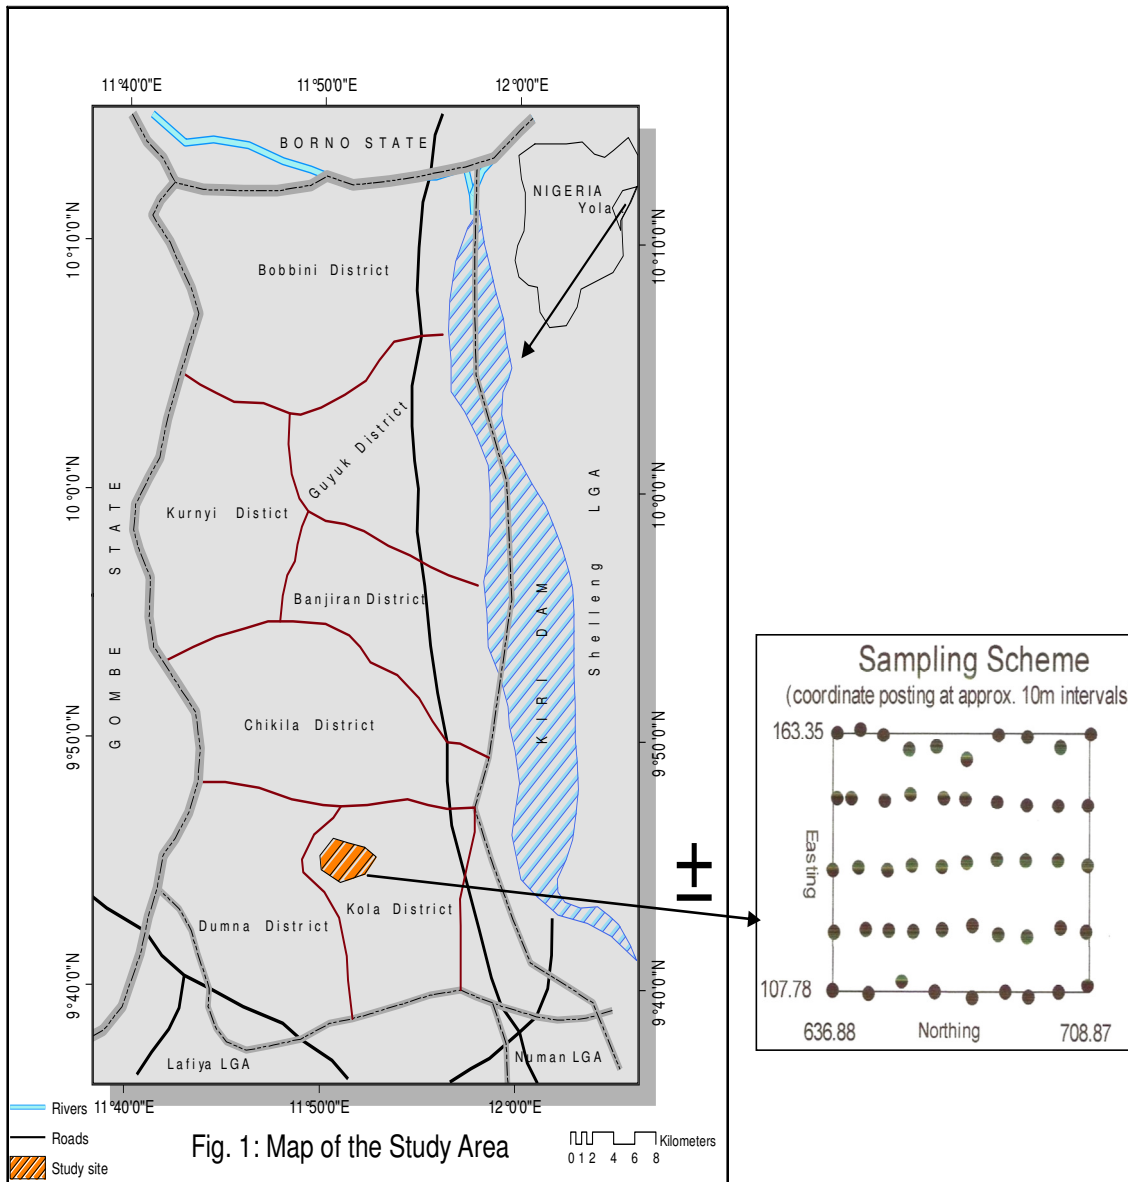 11°40'0"E 11°50'0"E 12°0'0"E
BORNO STATE
NIGERIA
Yola
10°10'0"N
10°10'0"N
Bobbini District
Guyuk District
10°0'0"N
10°0'0"N
Kurnyi Distict
GOMBE STATE
Shelleng LGA
KIRI DAM
Banjiran District
Chikila District
9°50'0"N
9°50'0"N
Kola District
Dumna District
9°40'0"N
9°40'0"N
Lafiya LGA
Numan LGA
11°40'0"E 11°50'0"E 12°0'0"E
Rivers
Roads
Study site
Fig. 1: Map of the Study Area
Kilometers
0 1 2 4 6 8
±
Sampling Scheme
(coordinate posting at approx. 10m intervals
163.35
Easting
107.78
636.88 Northing 708.87